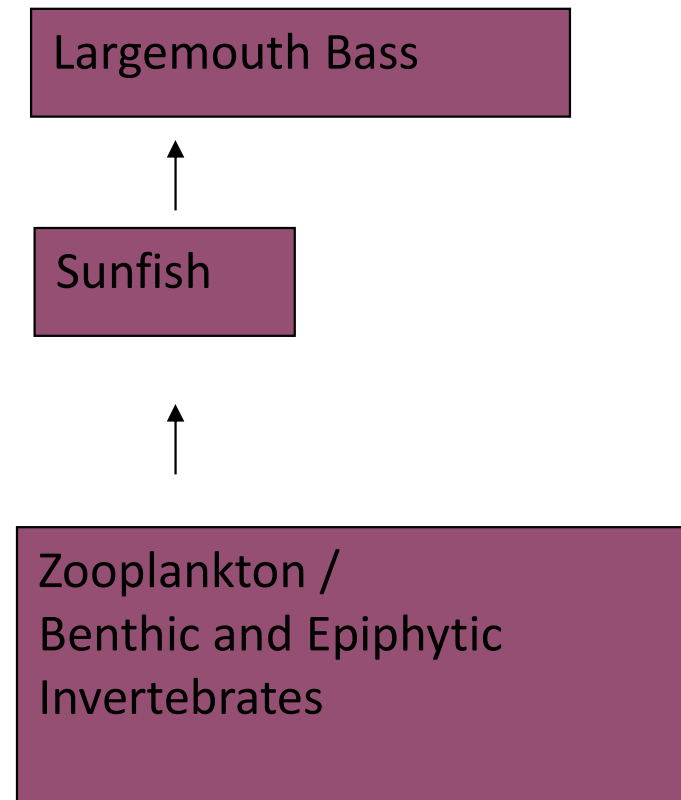 Largemouth Bass
Sunfish
Zooplankton /
Benthic and Epiphytic
Invertebrates